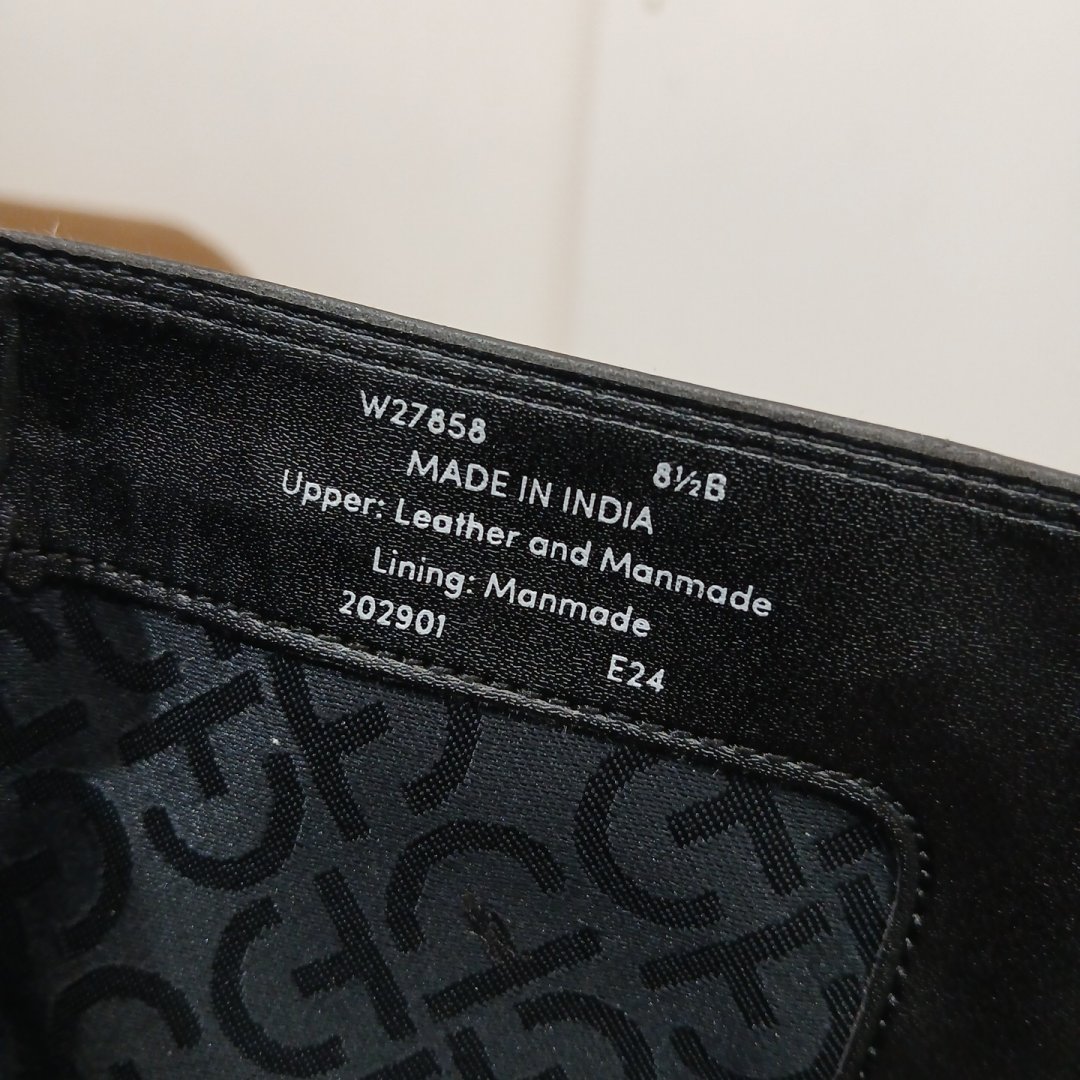 W27858
8½B
MADE IN INDIA
Upper: Leather and Manmade
Lining: Manmade
202901
E24